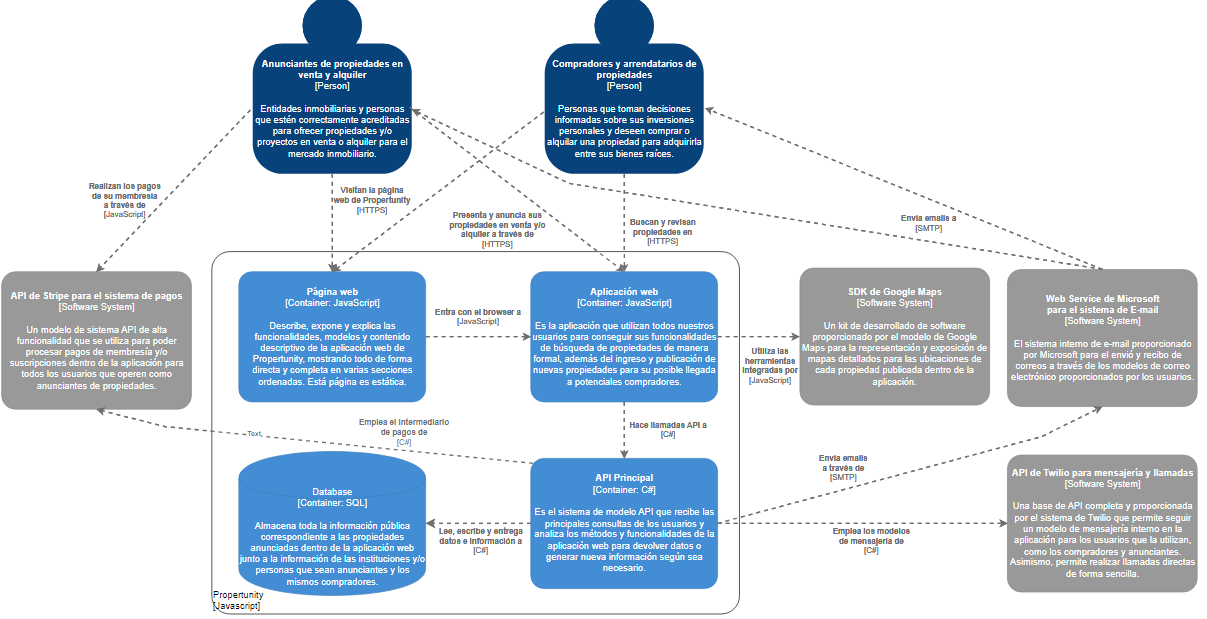 Anunciantes de propiedades en
venta y alquiler
[Person]
Entidades inmobiliarias y personas
que estén correctamente acreditadas
para ofrecer propiedades y/o
proyectos en venta o alquiler para el
mercado inmobiliario.
Compradores y arrendatarios de
propiedades
[Person]
Personas que toman decisiones
informadas sobre sus inversiones
personales y deseen comprar o
alquilar una propiedad para adquirirla
entre sus bienes raíces.
Realizan los pagos
de su membresía
a través de
[JavaScript]
Visitan la página
web de Propertunity
[HTTPS]
Presenta y anuncia sus
propiedades en venta y/o
alquiler a través de
[HTTPS]
Buscan y revisan
propiedades en
[HTTPS]
Envía emails a
[SMTP]
API de Stripe para el sistema de pagos
[Software System]
Un modelo de sistema API de alta
funcionalidad que se utiliza para poder
procesar pagos de membresía y/o
suscripciones dentro de la aplicación para
todos los usuarios que operen como
anunciantes de propiedades.
Página web
[Container: JavaScript]
Describe, expone y explica las
funcionalidades, modelos y contenido
descriptivo de la aplicación web de
Propertunity, mostrando todo de forma
directa y completa en varias secciones
ordenadas. Está página es estática.
Entra con el browser a
[JavaScript]
Aplicación web
[Container: JavaScript]
Es la aplicación que utilizan todos nuestros
usuarios para conseguir sus funcionalidades
de búsqueda de propiedades de manera
formal, además del ingreso y publicación de
nuevas propiedades para su posible llegada
a potenciales compradores.
Utiliza las
herramientas
integradas por
[JavaScript]
SDK de Google Maps
[Software System]
Un kit de desarrollado de software
proporcionado por el modelo de Google
Maps para la representación y exposición de
mapas detallados para las ubicaciones de
cada propiedad publicada dentro de la
aplicación.
Web Service de Microsoft
para el sistema de E-mail
[Software System]
El sistema interno de e-mail proporcionado
por Microsoft para el envió y recibo de
correos a través de los modelos de correo
electrónico proporcionados por los usuarios.
Text,
Emplea el intermediario
de pagos de
[C#]
Hace llamadas API a
[C#]
Database
[Container: SQL]
Almacena toda la información pública
correspondiente a las propiedades
anunciadas dentro de la aplicación web
junto a la información de las instituciones y/o
personas que sean anunciantes y los
mismos compradores.
Lee, escribe y entrega
datos e información a
[C#]
API Principal
[Container: C#]
Es el sistema de modelo API que recibe las
principales consultas de los usuarios y
analiza los métodos y funcionalidades de la
aplicación web para devolver datos o
generar nueva información según sea
necesario.
Envía emails
a través de
[SMTP]
Emplea los modelos
de mensajería de
[C#]
API de Twilio para mensajería y llamadas
[Software System]
Una base de API completa y proporcionada
por el sistema de Twilio que permite seguir
un modelo de mensajería interno en la
aplicación para los usuarios que la utilizan,
como los compradores y anunciantes.
Asimismo, permite realizar llamadas directas
de forma sencilla.
Propertunity
[Javascript]